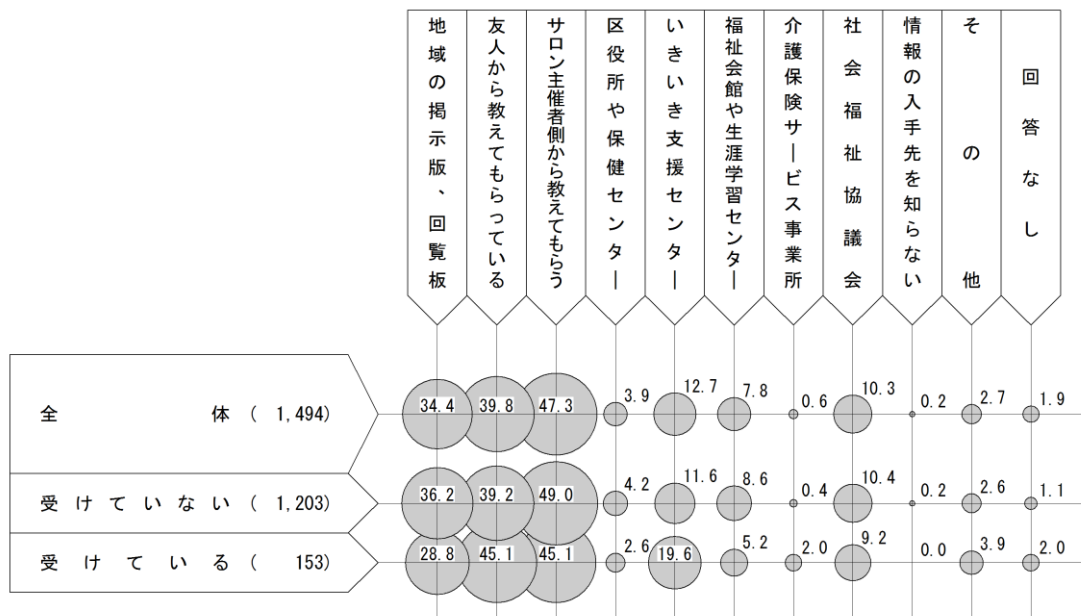 地域の掲示版、回覧板
友人から教えてもらっている
サロン主催者側から教えてもらう
区役所や保健センター
いきいき支援センター
福祉会館や生涯学習センター
介護保険サービス事業所
社会福祉協議会
情報の入手先を知らない
その他
回答なし
全体( 1,494) 34.4 39.8 47.3 3.9 12.7 7.8 0.6 10.3 0.2 2.7 1.9
受けていない( 1,203) 36.2 39.2 49.0 4.2 11.6 8.6 0.4 10.4 0.2 2.6 1.1
受けている( 153) 28.8 45.1 45.1 2.6 19.6 5.2 2.0 9.2 0.0 3.9 2.0